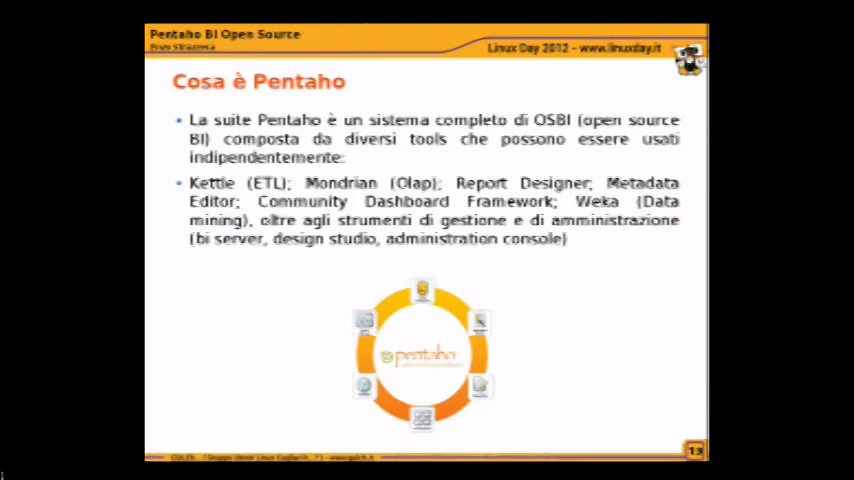 Pentaho BI Open Source
Linux Day 2012 - www.linuxday.it
Cosa è Pentaho
• La suite Pentaho è un sistema completo di OSBI (open source
BI) composta da diversi tools che possono essere usati
indipendentemente:
• Kettle (ETL); Mondrian (Olap); Report Designer; Metadata
Editor; Community Dashboard Framework; Weka (Data
mining), oltre agli strumenti di gestione e di amministrazione
(bi server, design studio, administration console)
pentaho
13